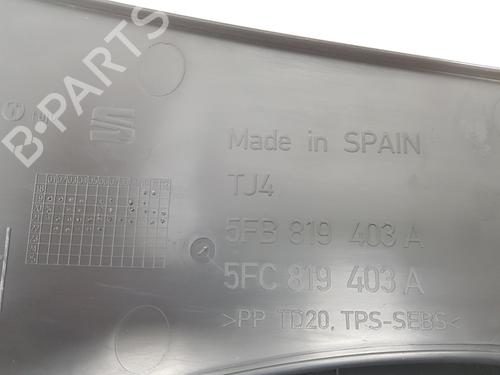 B-PARTS
Made in SPAIN
TJ4
5FB 819 403 A
5FC 819 403 A
>PP TD20, TPS-SEBS<